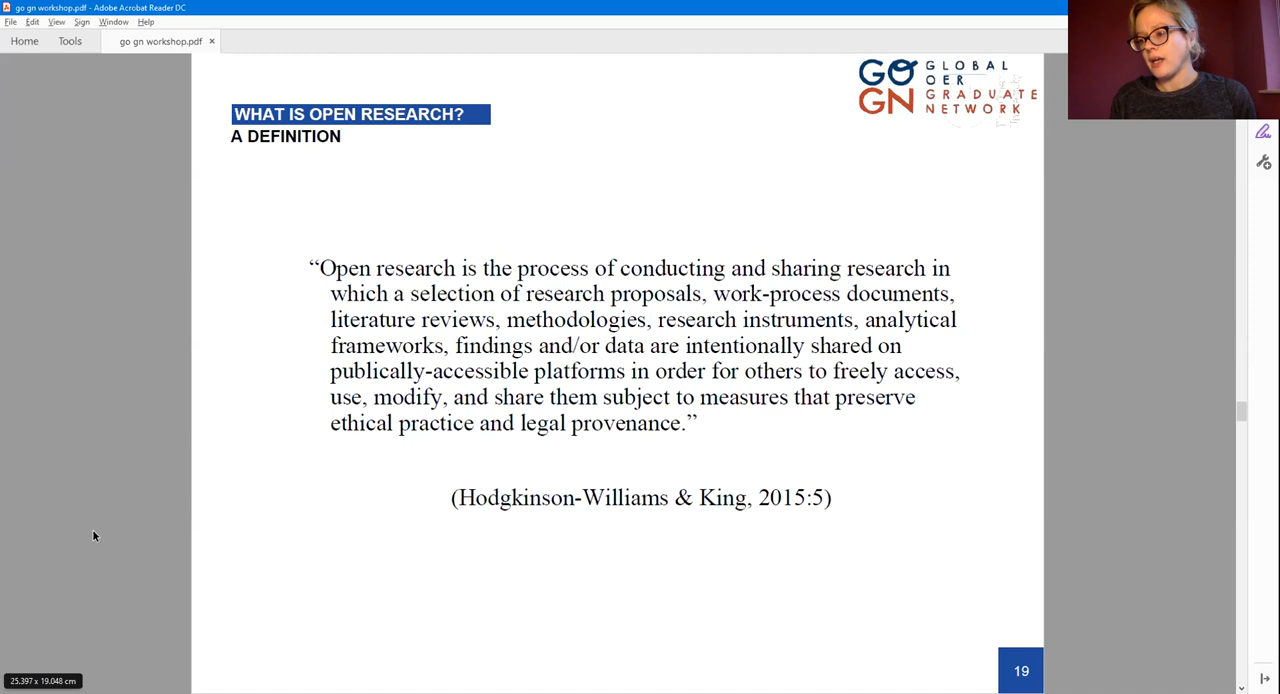 go gn workshop.pdf - Adobe Acrobat Reader DC
File Edit View Sign Window Help
Home Tools go gn workshop.pdf ×
GO GN GLOBAL OER GRADUATE NETWORK
WHAT IS OPEN RESEARCH?
A DEFINITION
“Open research is the process of conducting and sharing research in
which a selection of research proposals, work-process documents,
literature reviews, methodologies, research instruments, analytical
frameworks, findings and/or data are intentionally shared on
publically-accessible platforms in order for others to freely access,
use, modify, and share them subject to measures that preserve
ethical practice and legal provenance.”
(Hodgkinson-Williams & King, 2015:5)
19
25.397 x 19.048 cm